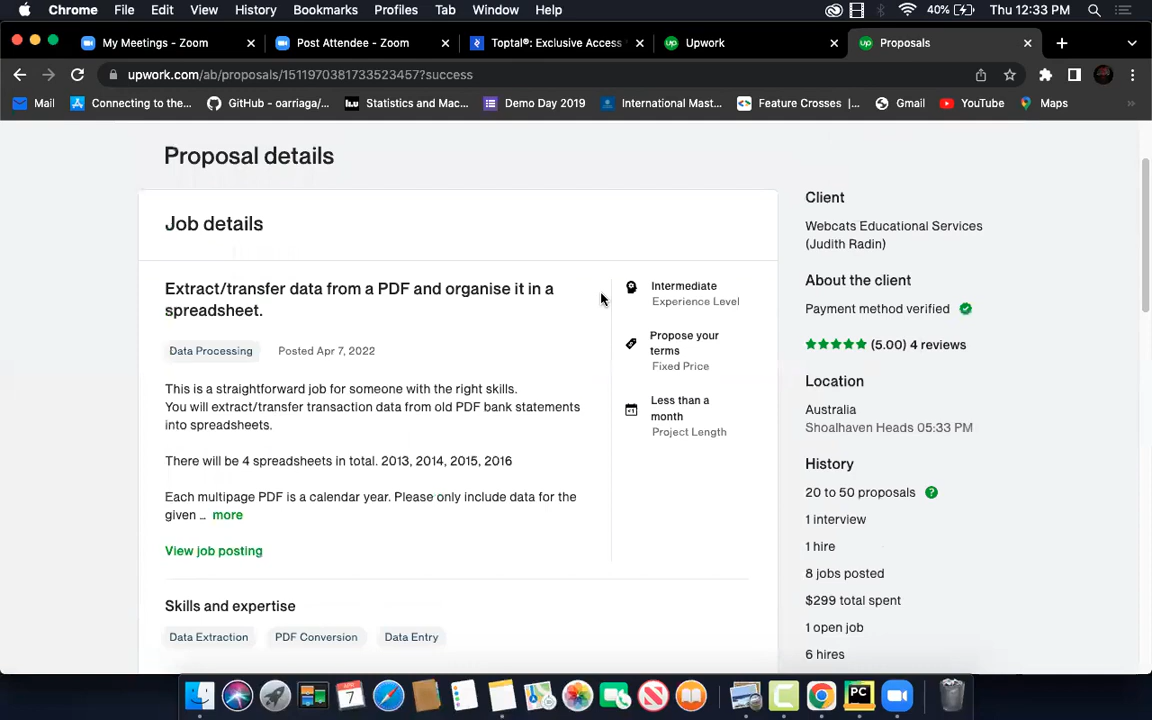 Chrome File Edit View History Bookmarks Profiles Tab Window Help 40% Thu 12:33 PM
My Meetings - Zoom Post Attendee - Zoom Toptal®: Exclusive Access Upwork Proposals
upwork.com/ab/proposals/1511970381733523457?success
Mail Connecting to the... GitHub - oarriaga/... Statistics and Mac... Demo Day 2019 International Mast... Feature Crosses |... Gmail YouTube Maps
Proposal details
Job details
Extract/transfer data from a PDF and organise it in a
spreadsheet.
Data Processing Posted Apr 7, 2022
This is a straightforward job for someone with the right skills.
You will extract/transfer transaction data from old PDF bank statements
into spreadsheets.
There will be 4 spreadsheets in total. 2013, 2014, 2015, 2016
Each multipage PDF is a calendar year. Please only include data for the
given … more
View job posting
Skills and expertise
Data Extraction PDF Conversion Data Entry
Intermediate
Experience Level
Propose your
terms
Fixed Price
Less than a
month
Project Length
Client
Webcats Educational Services
(Judith Radin)
About the client
Payment method verified
(5.00) 4 reviews
Location
Australia
Shoalhaven Heads 05:33 PM
History
20 to 50 proposals
1 interview
1 hire
8 jobs posted
$299 total spent
1 open job
6 hires
7
PC